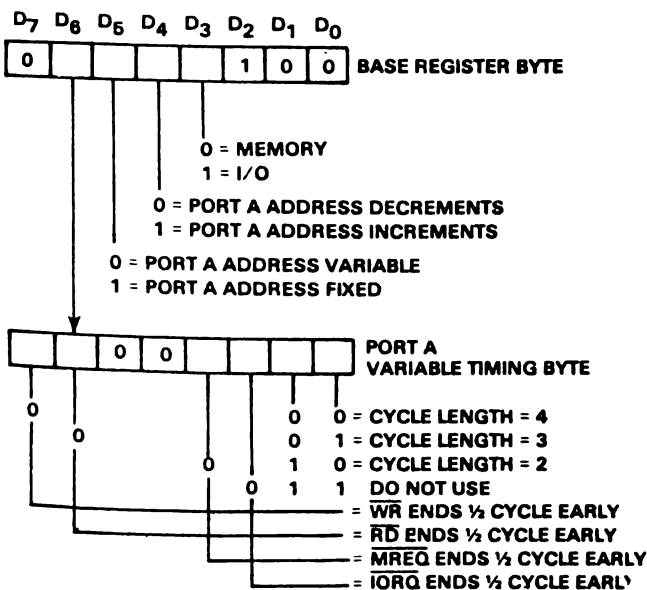 D7 D6 D5 D4 D3 D2 D1 D0
0 1 0 0 BASE REGISTER BYTE
0 = MEMORY
1 = I/O
0 = PORT A ADDRESS DECREMENTS
1 = PORT A ADDRESS INCREMENTS
0 = PORT A ADDRESS VARIABLE
1 = PORT A ADDRESS FIXED
0 0 PORT A
VARIABLE TIMING BYTE
0 0 0 = CYCLE LENGTH = 4
0 0 1 = CYCLE LENGTH = 3
0 1 0 = CYCLE LENGTH = 2
0 1 1 DO NOT USE
= WR ENDS ½ CYCLE EARLY
= RD ENDS ½ CYCLE EARLY
= MREQ ENDS ½ CYCLE EARLY
= IORQ ENDS ½ CYCLE EARLY